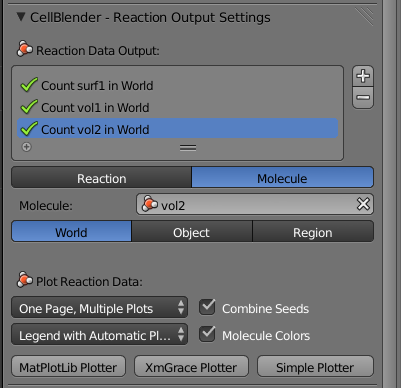 CellBlender - Reaction Output Settings
Reaction Data Output:
Count surf1 in World
Count vol1 in World
Count vol2 in World
Reaction Molecule
Molecule: vol2
World Object Region
Plot Reaction Data:
One Page, Multiple Plots Combine Seeds
Legend with Automatic Pl... Molecule Colors
MatPlotLib Plotter XmGrace Plotter Simple Plotter